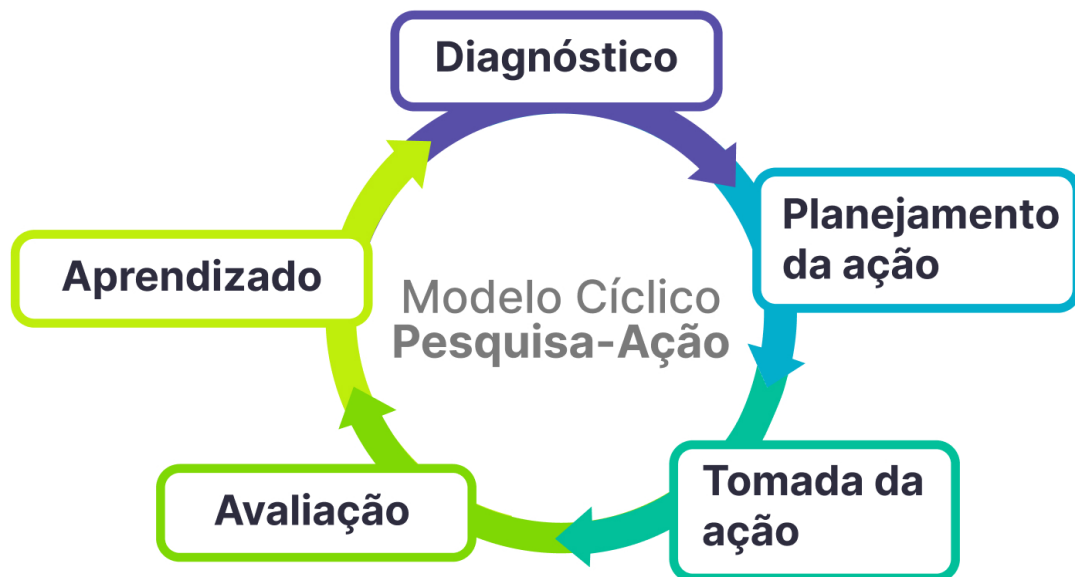 Diagnóstico
Planejamento
da ação
Tomada da
ação
Avaliação
Aprendizado
Modelo Cíclico
Pesquisa-Ação